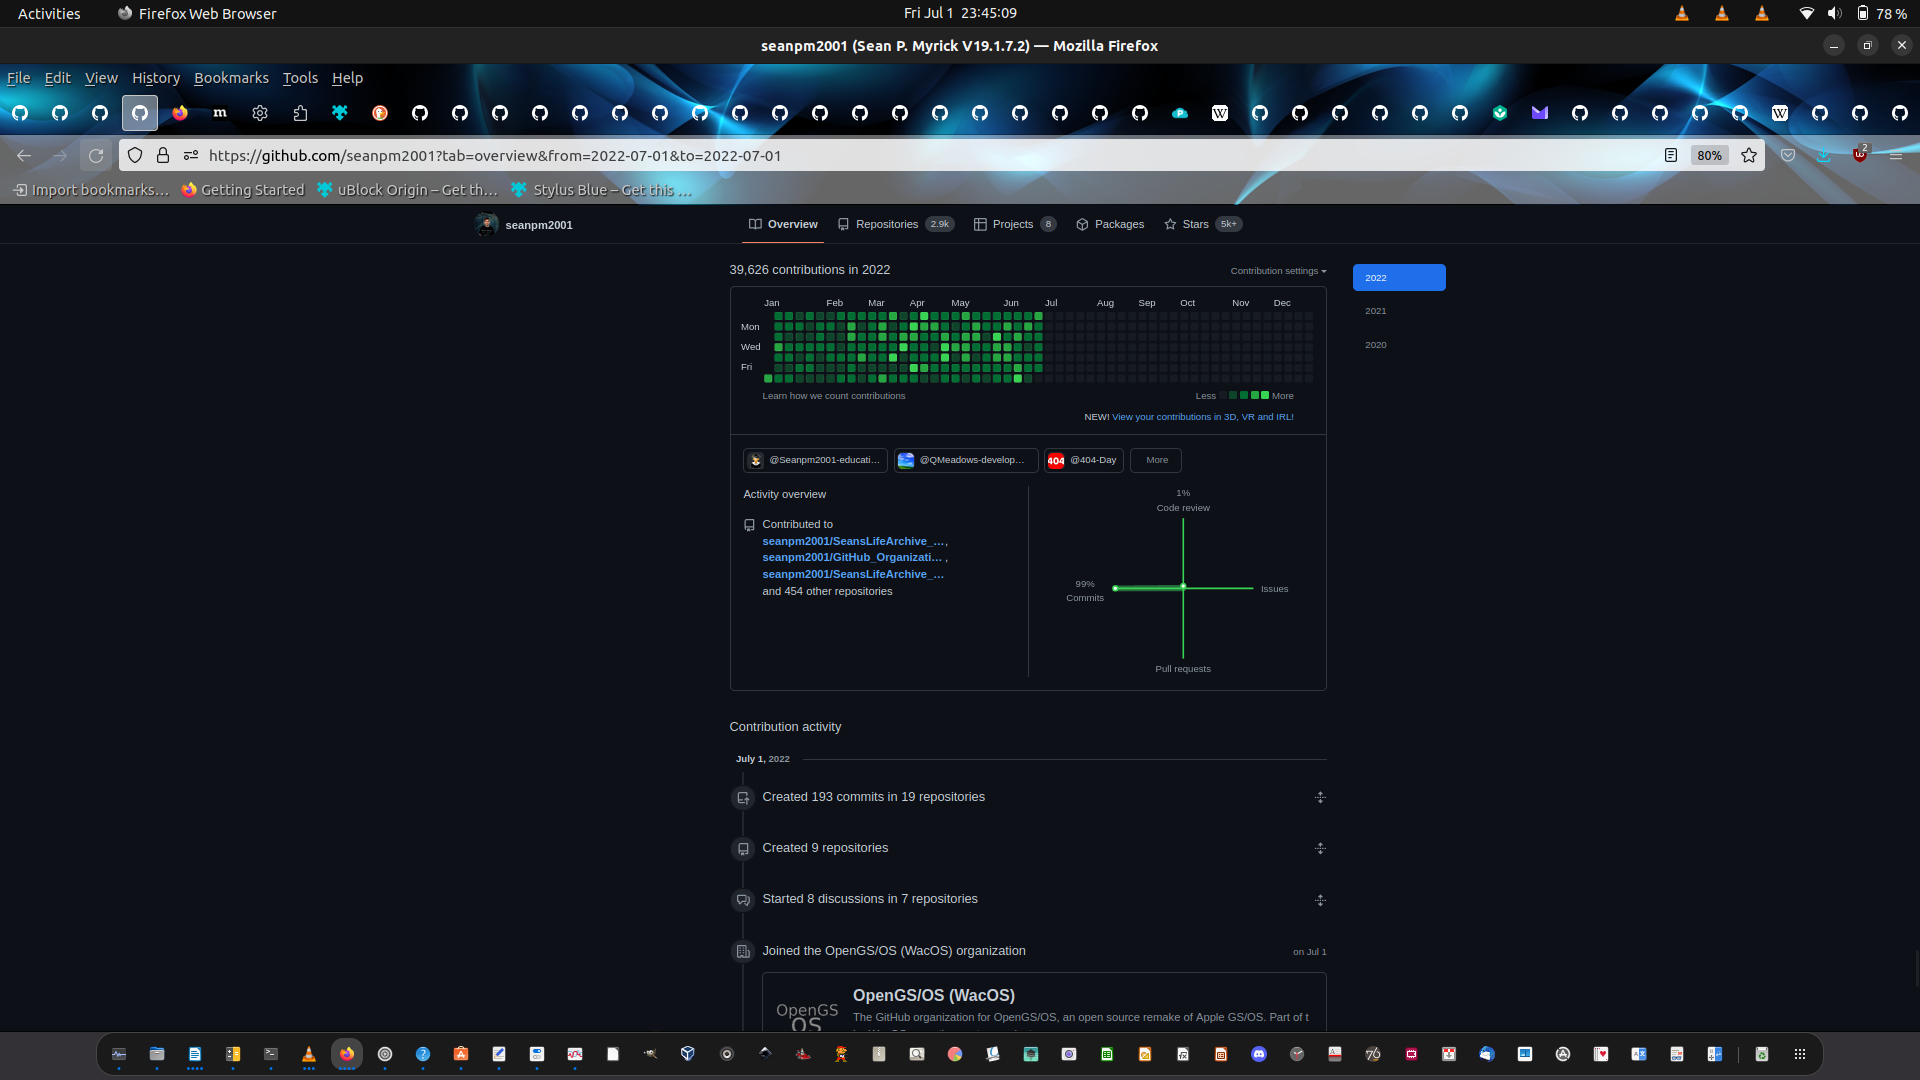 Activities
Firefox Web Browser
Fri Jul 1 23:45:09
78 %
seanpm2001 (Sean P. Myrick V19.1.7.2) — Mozilla Firefox
File Edit View History Bookmarks Tools Help
https://github.com/seanpm2001?tab=overview&from=2022-07-01&to=2022-07-01
80%
2
Import bookmarks…
Getting Started
uBlock Origin – Get th…
Stylus Blue – Get this …
seanpm2001
Overview
Repositories 2.9k
Projects 8
Packages
Stars 5k+
39,626 contributions in 2022
Contribution settings
2022
2021
2020
Jan Feb Mar Apr May Jun Jul Aug Sep Oct Nov Dec
Mon
Wed
Fri
Learn how we count contributions
Less More
NEW! View your contributions in 3D, VR and IRL!
@Seanpm2001-educati…
@QMeadows-develop…
404 @404-Day
More
Activity overview
Contributed to
seanpm2001/SeansLifeArchive_…,
seanpm2001/GitHub_Organizati… ,
seanpm2001/SeansLifeArchive_…
and 454 other repositories
1%
Code review
99%
Commits
Issues
Pull requests
Contribution activity
July 1, 2022
Created 193 commits in 19 repositories
Created 9 repositories
Started 8 discussions in 7 repositories
Joined the OpenGS/OS (WacOS) organization
on Jul 1
OpenGS
OS
OpenGS/OS (WacOS)
The GitHub organization for OpenGS/OS, an open source remake of Apple GS/OS. Part of t